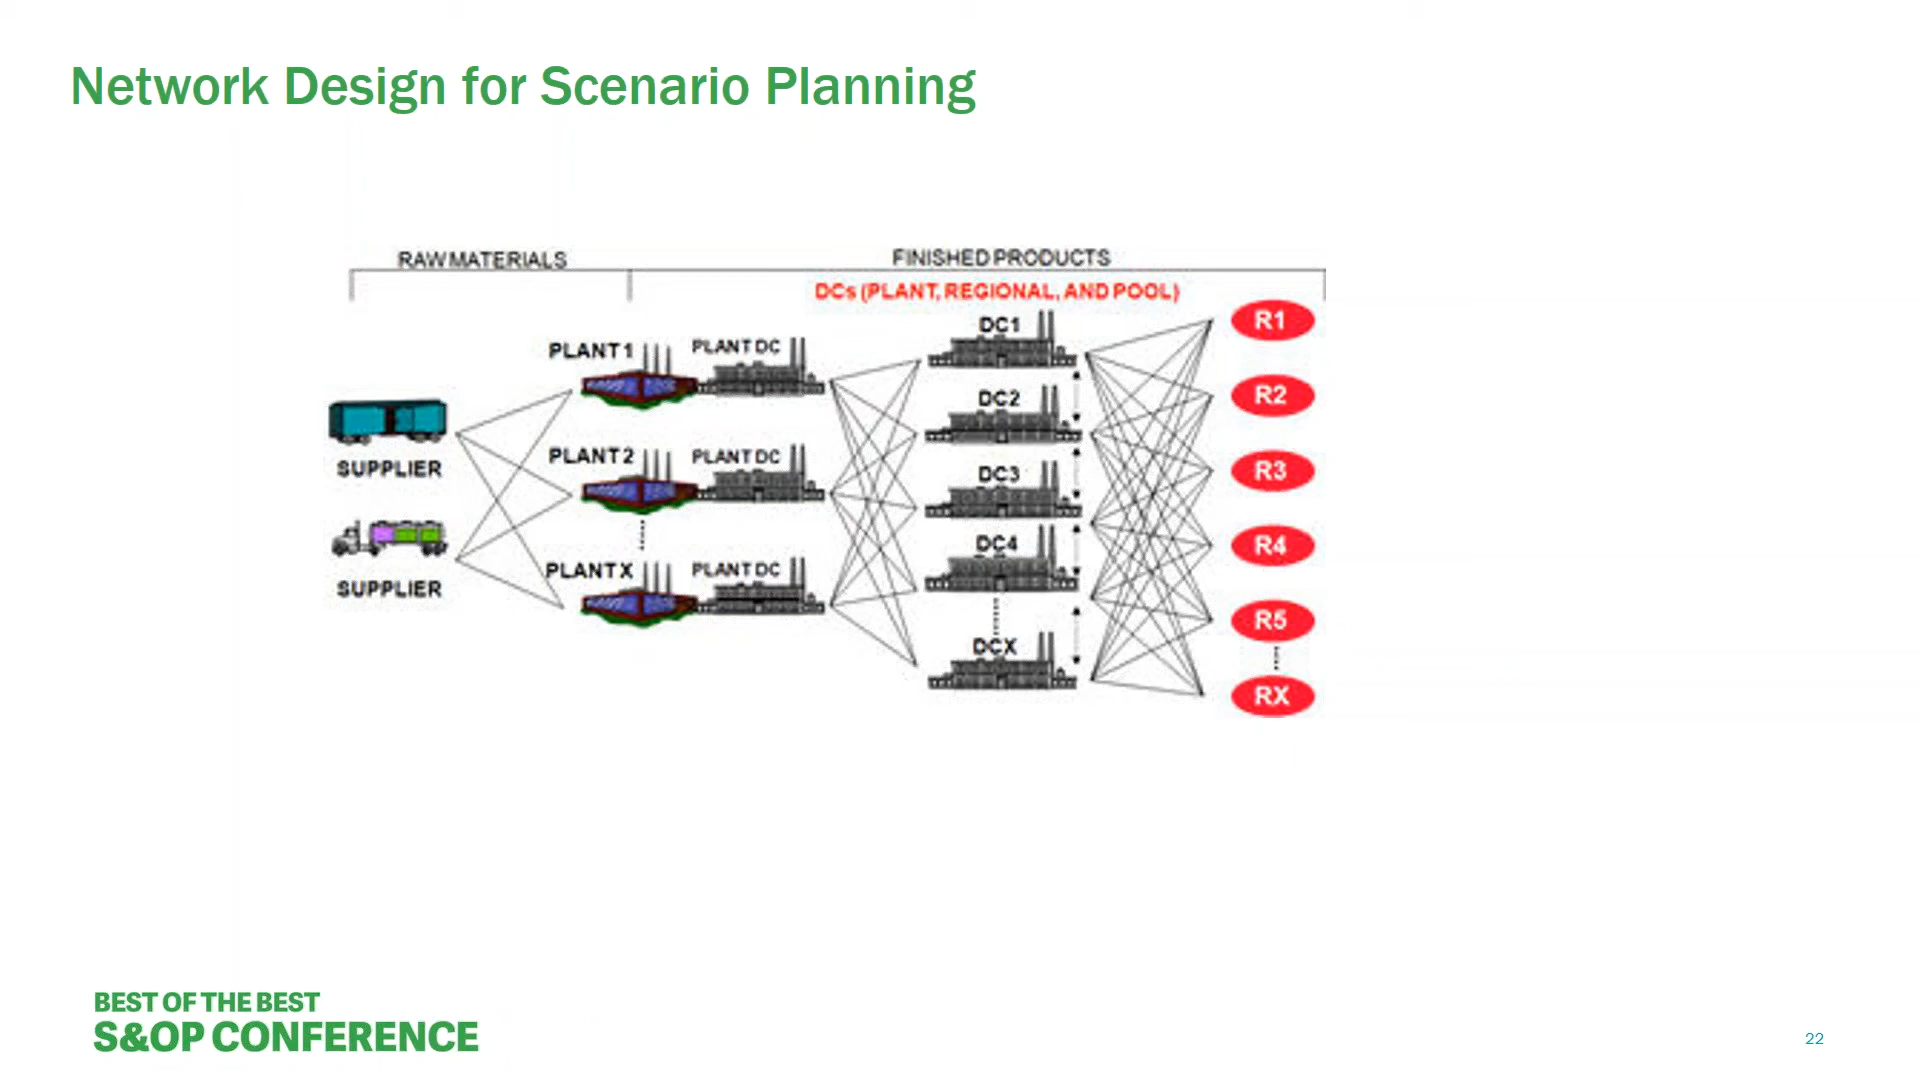 Network Design for Scenario Planning
RAW MATERIALS
FINISHED PRODUCTS
DCs (PLANT, REGIONAL, AND POOL)
SUPPLIER
SUPPLIER
PLANT 1
PLANT DC
PLANT 2
PLANT DC
PLANT X
PLANT DC
DC1
DC2
DC3
DC4
DCX
R1
R2
R3
R4
R5
RX
BEST OF THE BEST
S&OP CONFERENCE
22